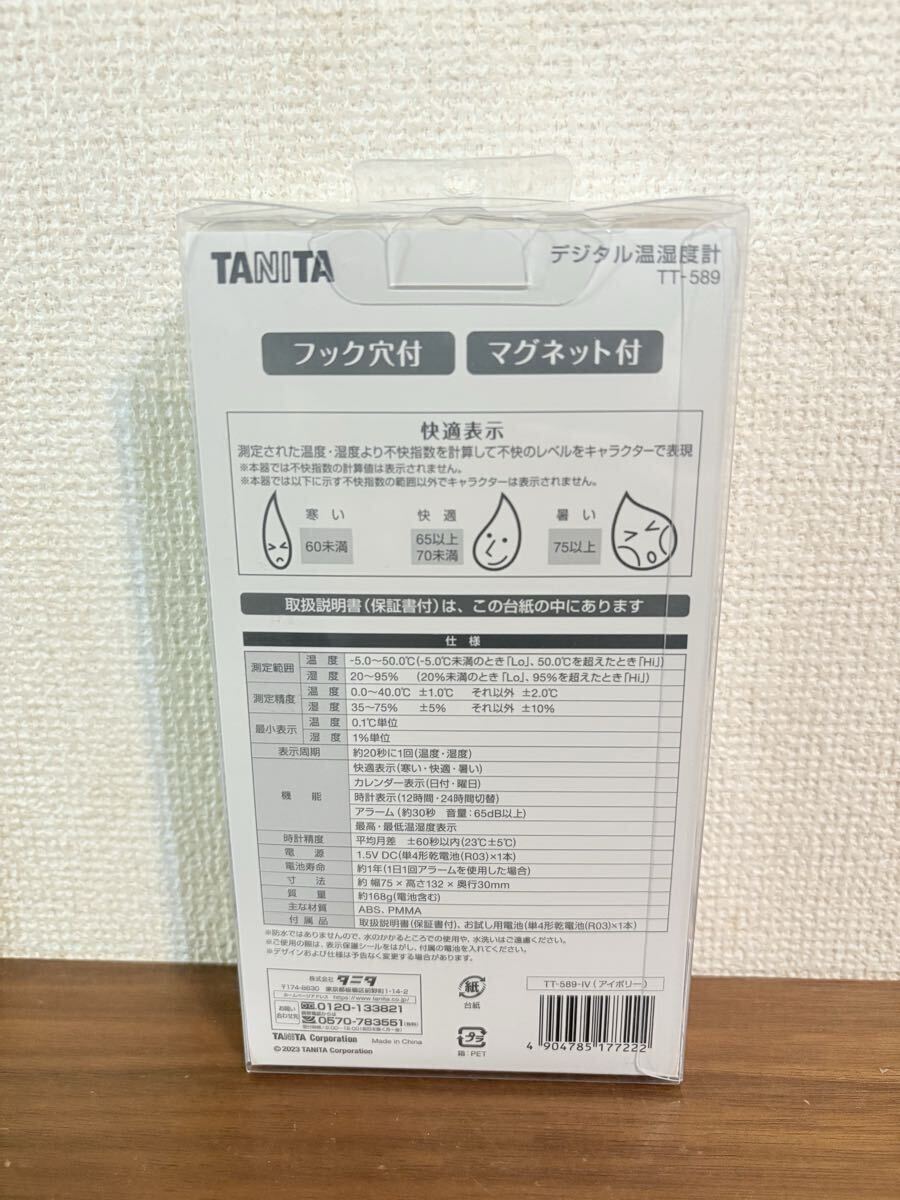 TANITA
デジタル温湿度計
TT-589
フック穴付
マグネット付
快適表示
測定された温度・湿度より不快指数を計算して不快のレベルをキャラクターで表現
※本器では不快指数の計算値は表示されません。
※本器では以下に示す不快指数の範囲以外でキャラクターは表示されません。
寒い 快適 暑い
60未満 65以上 75以上
70未満
取扱説明書(保証書付)は、この台紙の中にあります
仕様
測定範囲 温度 -5.0〜50.0℃(-5.0℃未満のとき「Lo」、50.0℃を超えたとき「Hi」)
湿度 20〜95% (20%未満のとき「Lo」、95%を超えたとき「Hi」)
測定精度 温度 0.0〜40.0℃ ±1.0℃ それ以外 ±2.0℃
湿度 35〜75% ±5% それ以外 ±10%
最小表示 温度 0.1℃単位
湿度 1%単位
表示周期 約20秒に1回(温度・湿度)
機能 快適表示(寒い・快適・暑い)
カレンダー表示(日付・曜日)
時計表示(12時間・24時間切替)
アラーム(約30秒 音量:65dB以上)
最高・最低温湿度表示
時計精度 平均月差 ±60秒以内(23℃±5℃)
電源 1.5V DC(単4形乾電池(R03)×1本)
電池寿命 約1年(1日1回アラームを使用した場合)
寸法 約 幅75×高さ132×奥行30mm
質量 約168g(電池含む)
主な材質 ABS、PMMA
付属品 取扱説明書(保証書付)、お試し用電池(単4形乾電池(R03)×1本)
※防水ではありませんので、水のかかるところでの使用や、水洗いはご遠慮ください。
※ご使用の際は、表示保護シールをはがし、付属の電池を入れてください。
※デザインおよび仕様は予告なく変更する場合があります。
株式会社 タニタ
〒174-8630 東京都板橋区前野町1-14-2
ホームページアドレス https://www.tanita.co.jp/
お問い合わせ先
0120-133821
0570-783551(有料)
TANITA Corporation Made in China
© 2023 TANITA Corporation
紙
台紙
プラ
箱:PET
TT-589-IV(アイボリー)
4 904785 177222